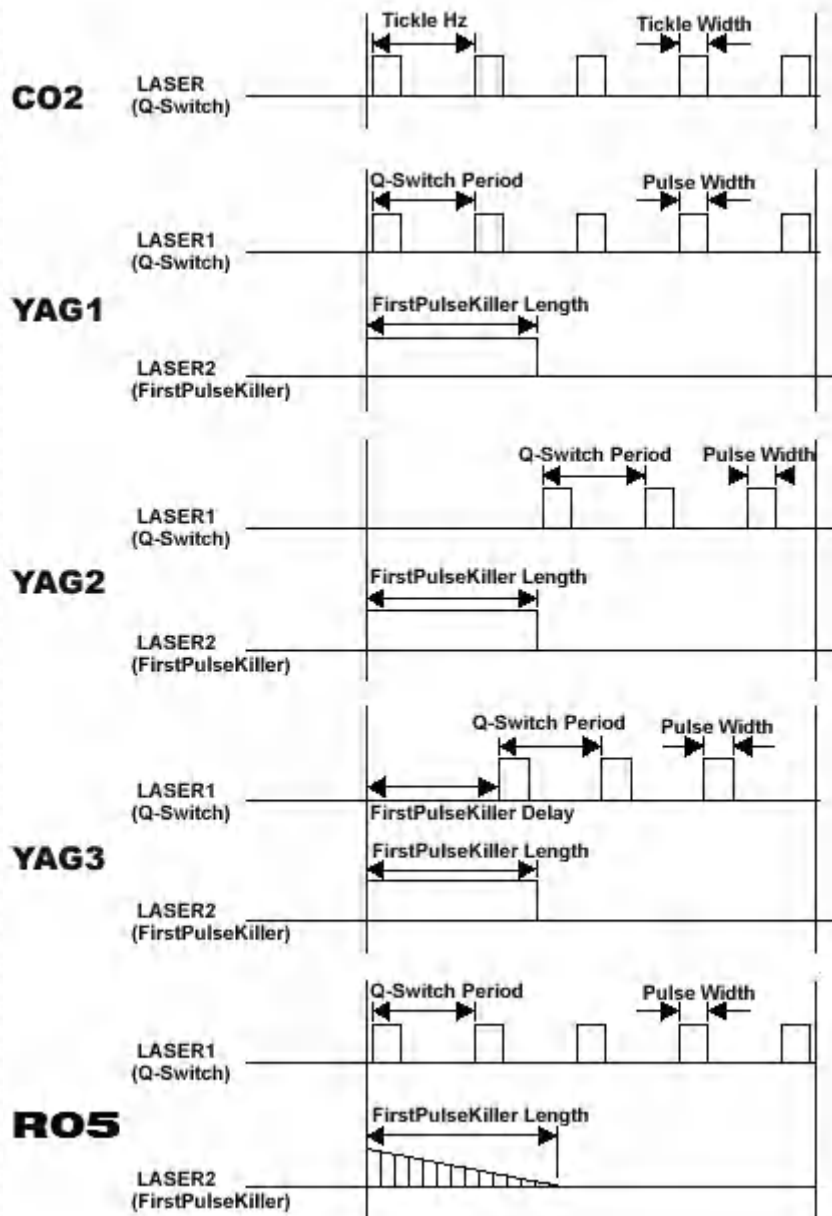 Tickle Hz
Tickle Width
CO2
LASER
(Q-Switch)
Q-Switch Period
Pulse Width
LASER1
(Q-Switch)
YAG1
FirstPulseKiller Length
LASER2
(FirstPulseKiller)
Q-Switch Period
Pulse Width
LASER1
(Q-Switch)
YAG2
FirstPulseKiller Length
LASER2
(FirstPulseKiller)
Q-Switch Period
Pulse Width
LASER1
(Q-Switch)
FirstPulseKiller Delay
YAG3
FirstPulseKiller Length
LASER2
(FirstPulseKiller)
Q-Switch Period
Pulse Width
LASER1
(Q-Switch)
RO5
FirstPulseKiller Length
LASER2
(FirstPulseKiller)